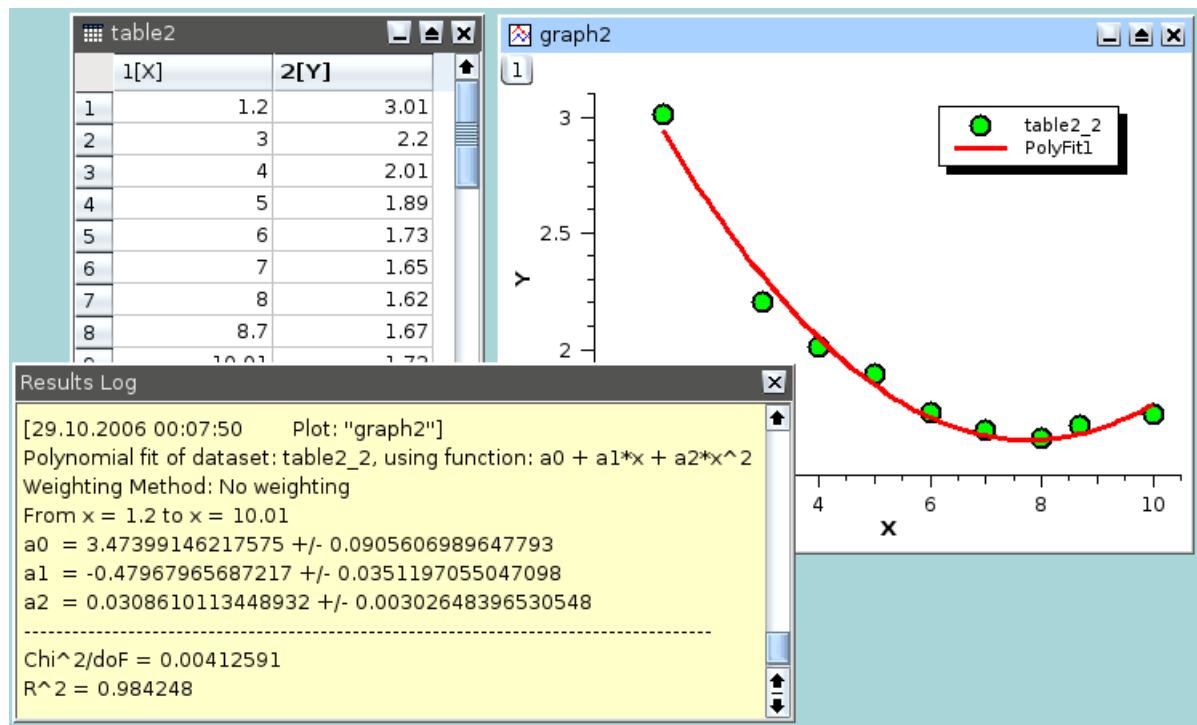 table2
1[X] 2[Y]
1 1.2 3.01
2 3 2.2
3 4 2.01
4 5 1.89
5 6 1.73
6 7 1.65
7 8 1.62
8 8.7 1.67
9 10.01 1.72
graph2
1
table2_2
PolyFit1
3
2.5
2
Y
4 6 8 10
X
Results Log
[29.10.2006 00:07:50 Plot: "graph2"]
Polynomial fit of dataset: table2_2, using function: a0 + a1*x + a2*x^2
Weighting Method: No weighting
From x = 1.2 to x = 10.01
a0 = 3.47399146217575 +/- 0.0905606989647793
a1 = -0.47967965687217 +/- 0.0351197055047098
a2 = 0.0308610113448932 +/- 0.00302648396530548
--------------------------------------------------------------------------------------
Chi^2/doF = 0.00412591
R^2 = 0.984248